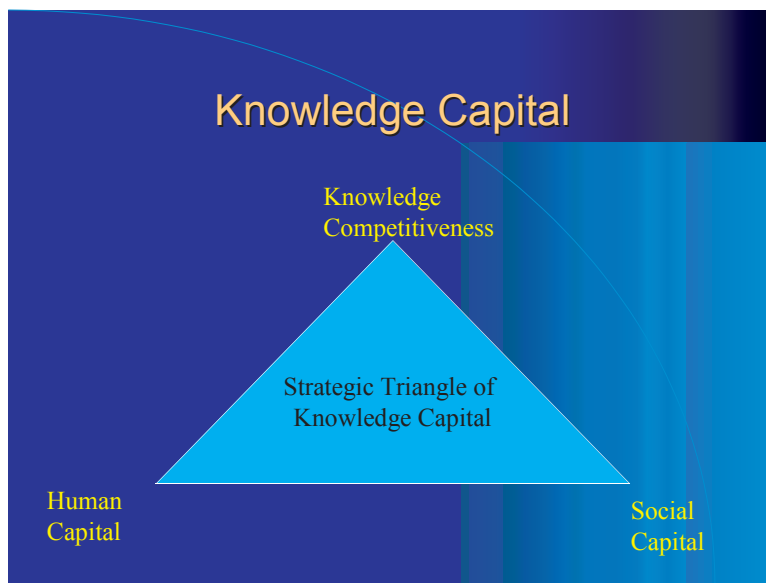 Knowledge Capital
Knowledge
Competitiveness
Strategic Triangle of
Knowledge Capital
Human
Capital
Social
Capital